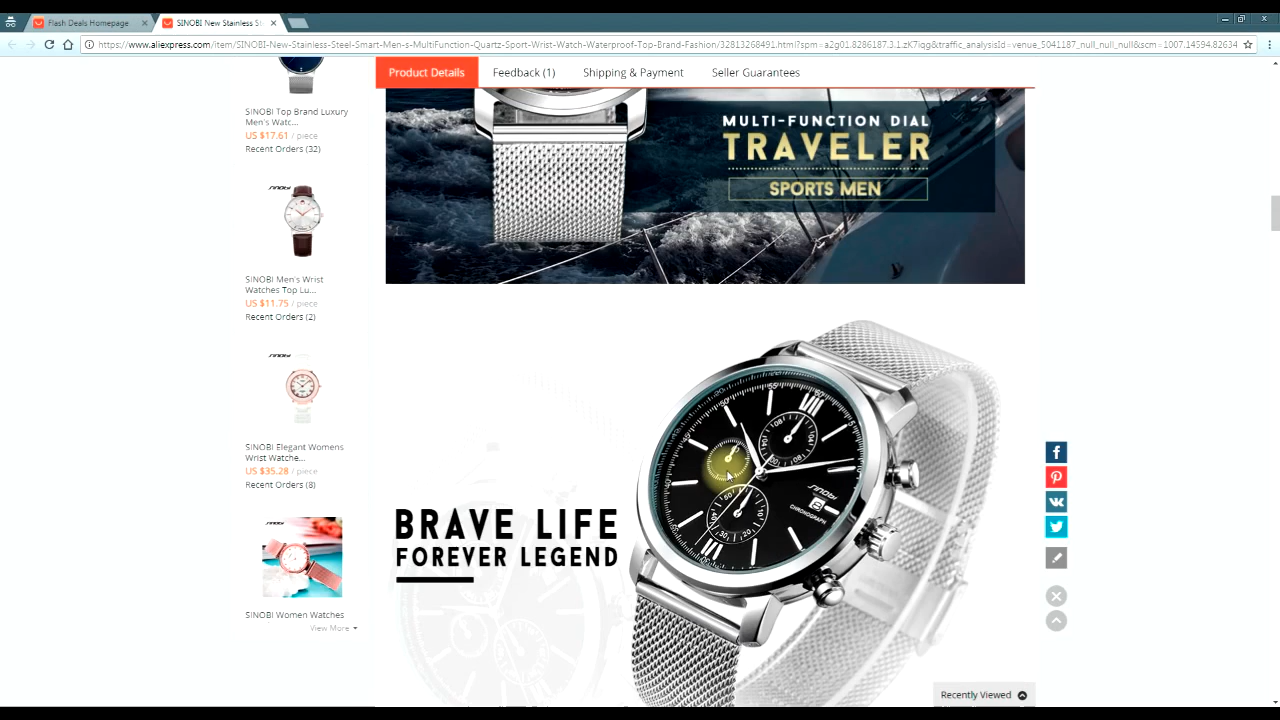 Flash Deals Homepage
SINOBI New Stainless St
https://www.aliexpress.com/item/SINOBI-New-Stainless-Steel-Smart-Men-s-MultiFunction-Quartz-Sport-Wrist-Watch-Waterproof-Top-Brand-Fashion/32813268491.html?spm=a2g01.8286187.3.1.zK7iqg&traffic_analysisId=venue_5041187_null_null_null&scm=1007.14594.82634
Product Details
Feedback (1)
Shipping & Payment
Seller Guarantees
SINOBI Top Brand Luxury
Men's Watc...
US $17.61 / piece
Recent Orders (32)
SINOBI
SINOBI Men's Wrist
Watches Top Lu...
US $11.75 / piece
Recent Orders (2)
SINOBI
SINOBI Elegant Womens
Wrist Watche...
US $35.28 / piece
Recent Orders (8)
SINOBI
SINOBI Women Watches
View More
MULTI-FUNCTION DIAL
TRAVELER
SPORTS MEN
BRAVE LIFE
FOREVER LEGEND
SINOBI
CHRONOGRAPH
Recently Viewed